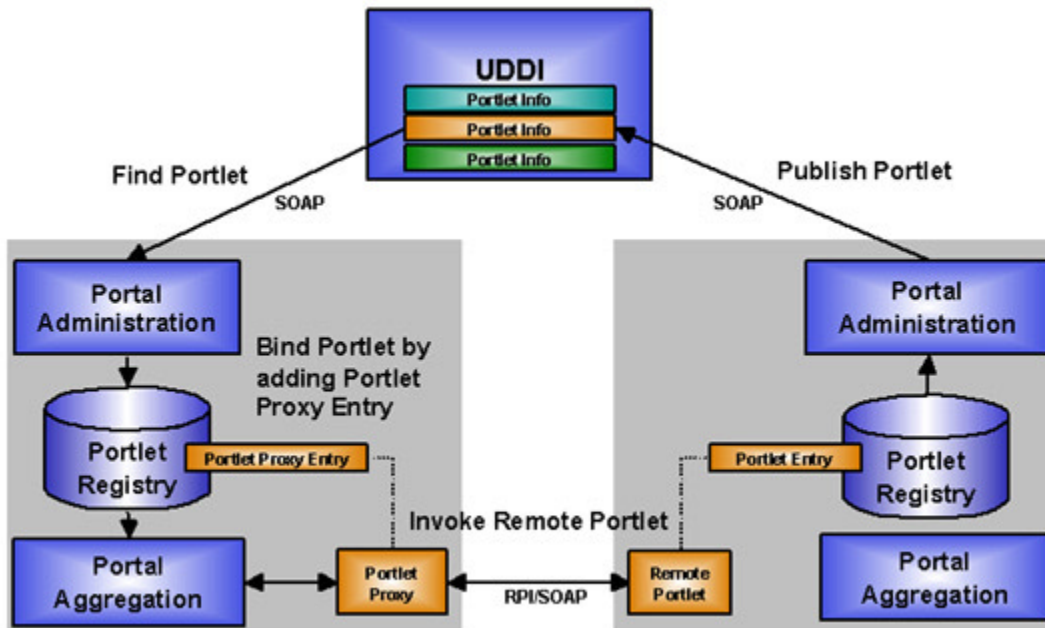 UDDI
Portlet Info
Portlet Info
Portlet Info
Find Portlet
SOAP
Publish Portlet
SOAP
Portal
Administration
Bind Portlet by
adding Portlet
Proxy Entry
Portlet
Registry
Portlet Proxy Entry
Portal
Aggregation
Invoke Remote Portlet
Portlet
Proxy
RPI/SOAP
Remote
Portlet
Portal
Administration
Portlet Entry
Portlet
Registry
Portal
Aggregation